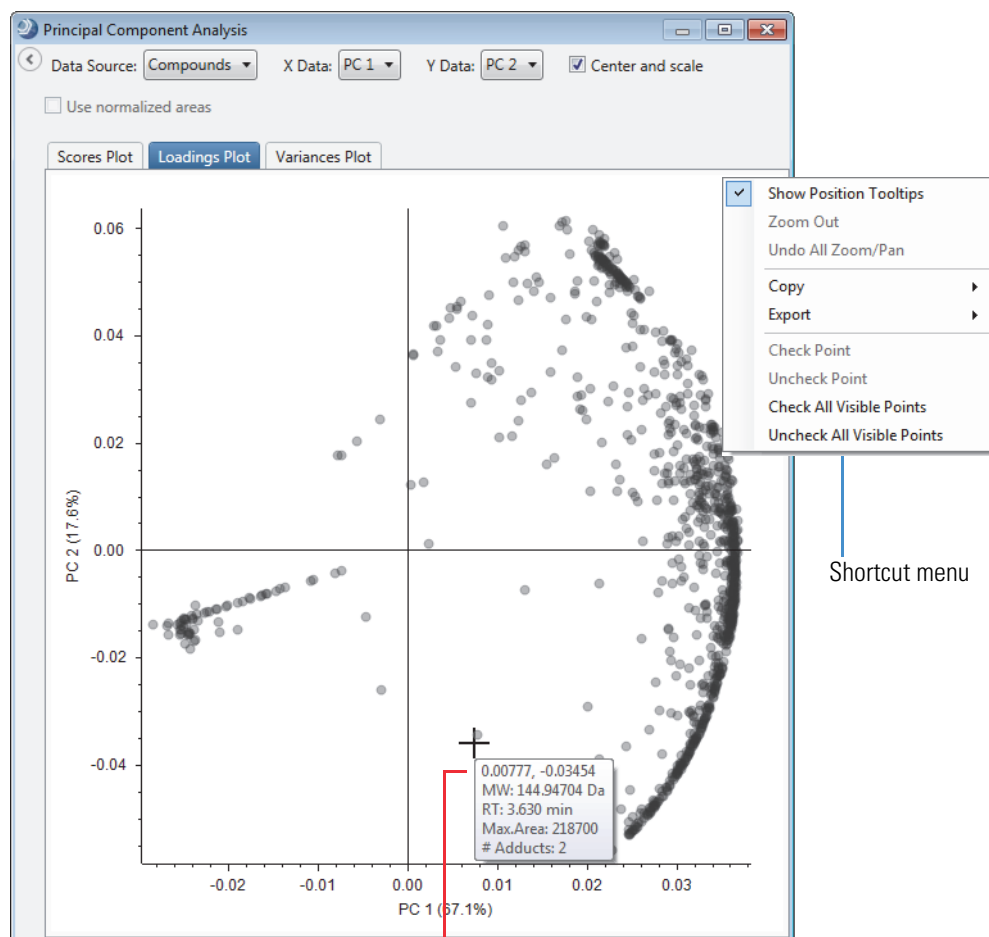 Principal Component Analysis
Data Source: Compounds X Data: PC 1 Y Data: PC 2 Center and scale
Use normalized areas
Scores Plot Loadings Plot Variances Plot
Show Position Tooltips
Zoom Out
Undo All Zoom/Pan
Copy
Export
Check Point
Uncheck Point
Check All Visible Points
Uncheck All Visible Points
Shortcut menu
0.06
0.04
0.02
0.00
-0.02
-0.04
PC 2 (17.6%)
0.00777, -0.03454
MW: 144.94704 Da
RT: 3.630 min
Max.Area: 218700
# Adducts: 2
-0.02 -0.01 0.00 0.01 0.02 0.03
PC 1 (67.1%)